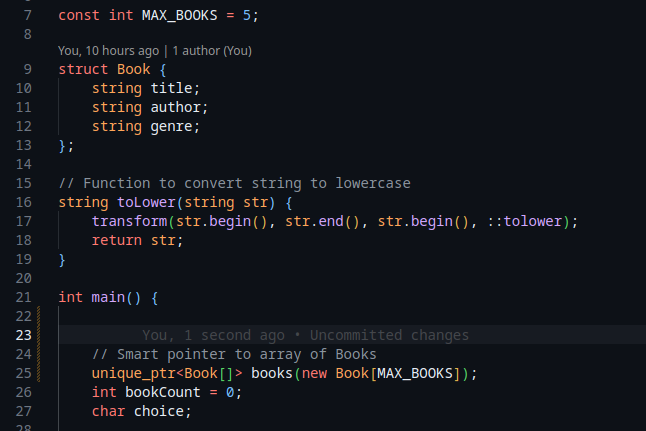 7 const int MAX_BOOKS = 5;
8
You, 10 hours ago | 1 author (You)
9 struct Book {
10     string title;
11     string author;
12     string genre;
13 };
14
15 // Function to convert string to lowercase
16 string toLower(string str) {
17     transform(str.begin(), str.end(), str.begin(), ::tolower);
18     return str;
19 }
20
21 int main() {
22
23 You, 1 second ago • Uncommitted changes
24     // Smart pointer to array of Books
25     unique_ptr<Book[]> books(new Book[MAX_BOOKS]);
26     int bookCount = 0;
27     char choice;
28